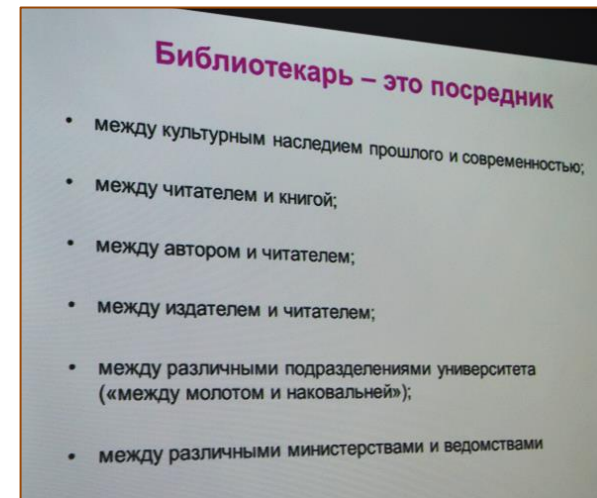 Библиотекарь – это посредник
• между культурным наследием прошлого и современностью;
• между читателем и книгой;
• между автором и читателем;
• между издателем и читателем;
• между различными подразделениями университета
(«между молотом и наковальней»);
• между различными министерствами и ведомствами